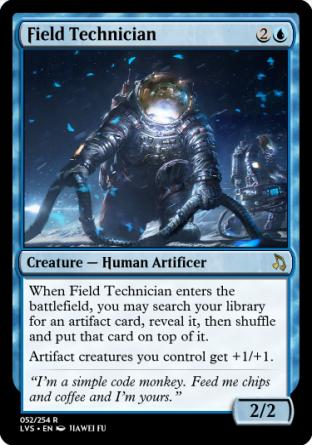 Field Technician 2
Creature — Human Artificer
When Field Technician enters the
battlefield, you may search your library
for an artifact card, reveal it, then shuffle
and put that card on top of it.
Artifact creatures you control get +1/+1.
“I’m a simple code monkey. Feed me chips
and coffee and I’m yours.”
2/2
052/254 R
LVS • EN JIAWEI FU